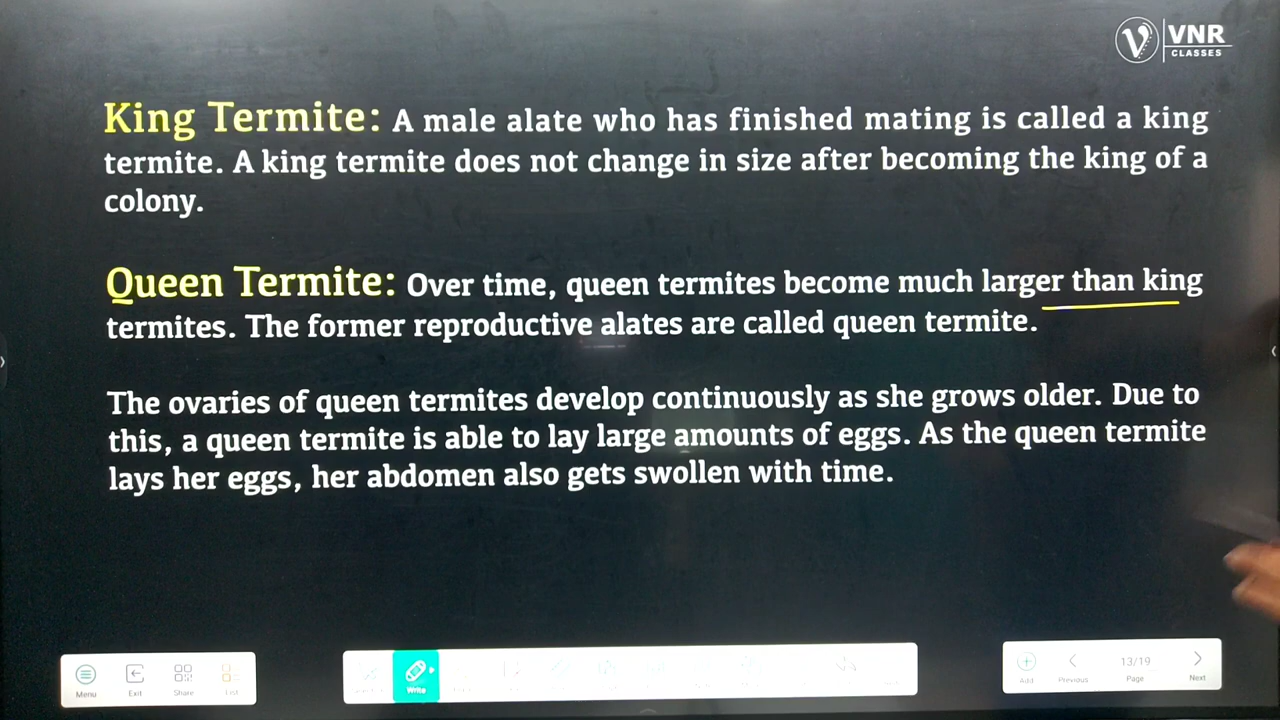 VNR
CLASSES
King Termite: A male alate who has finished mating is called a king
termite. A king termite does not change in size after becoming the king of a
colony.
Queen Termite: Over time, queen termites become much larger than king
termites. The former reproductive alates are called queen termite.
The ovaries of queen termites develop continuously as she grows older. Due to
this, a queen termite is able to lay large amounts of eggs. As the queen termite
lays her eggs, her abdomen also gets swollen with time.
Menu Exit Share List Write Add Previous 13/19 Page Next